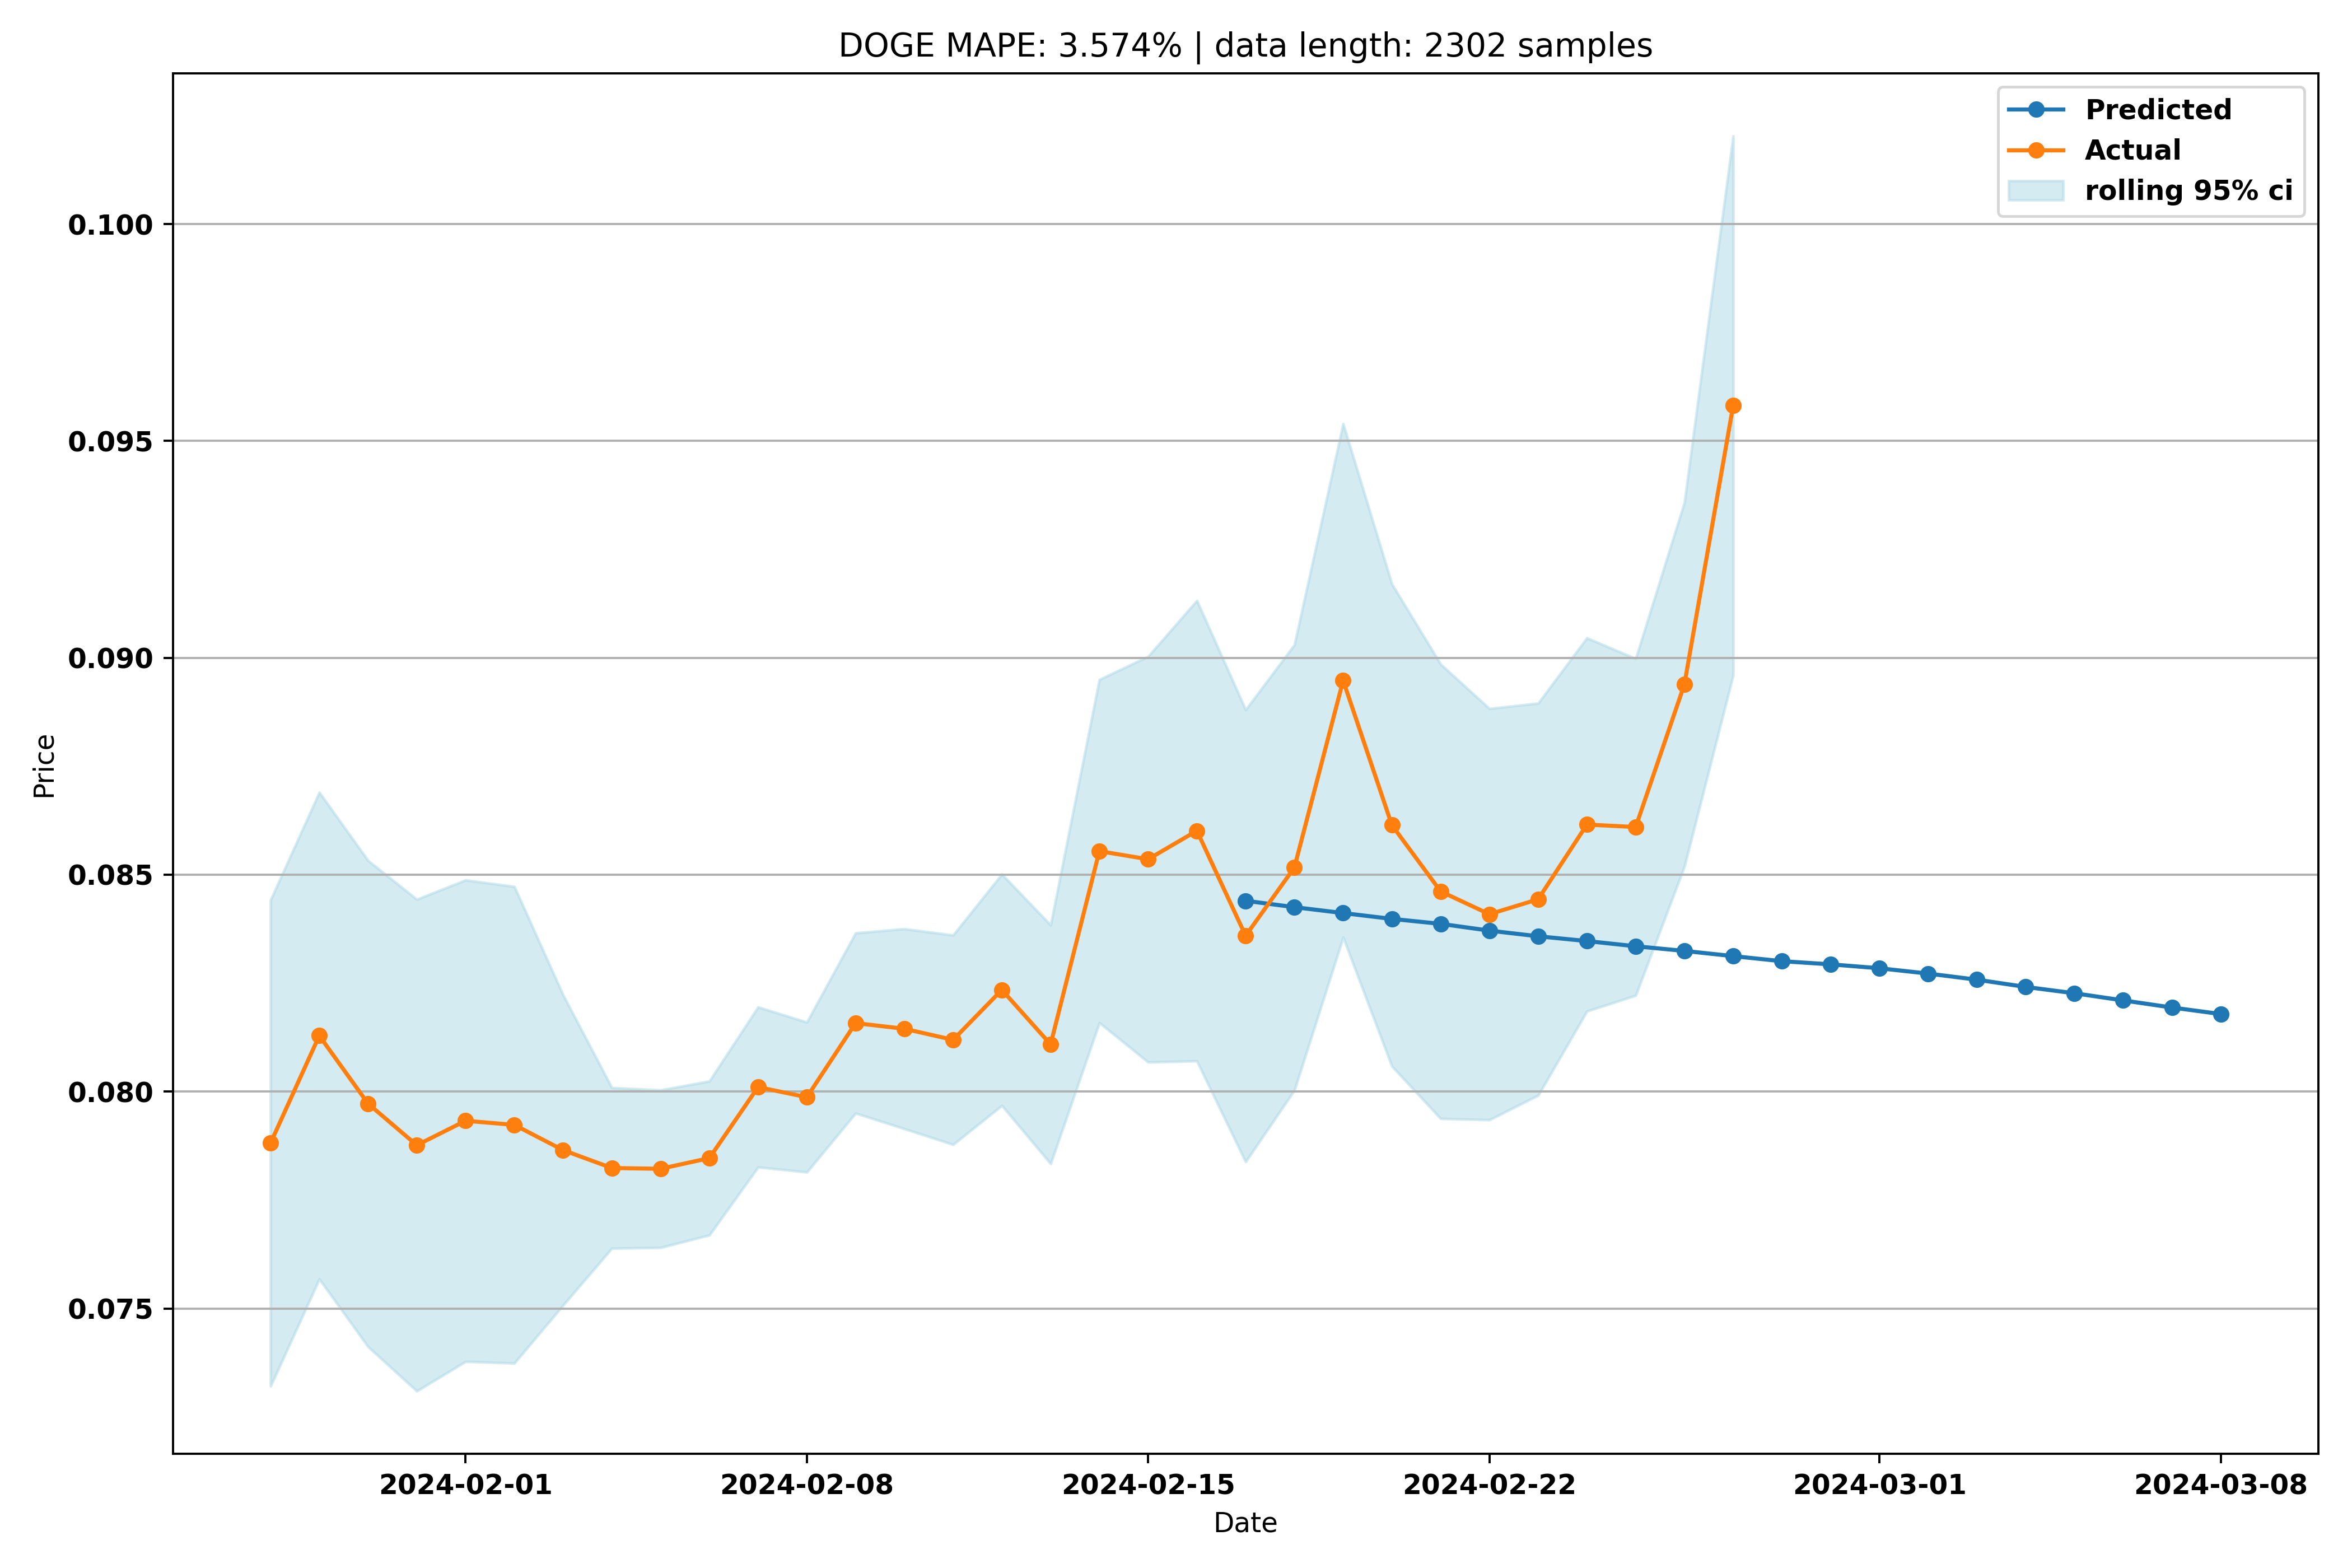 DOGE MAPE: 3.574% | data length: 2302 samples
Predicted
Actual
rolling 95% ci
0.100
0.095
0.090
0.085
0.080
0.075
Price
2024-02-01
2024-02-08
2024-02-15
2024-02-22
2024-03-01
2024-03-08
Date